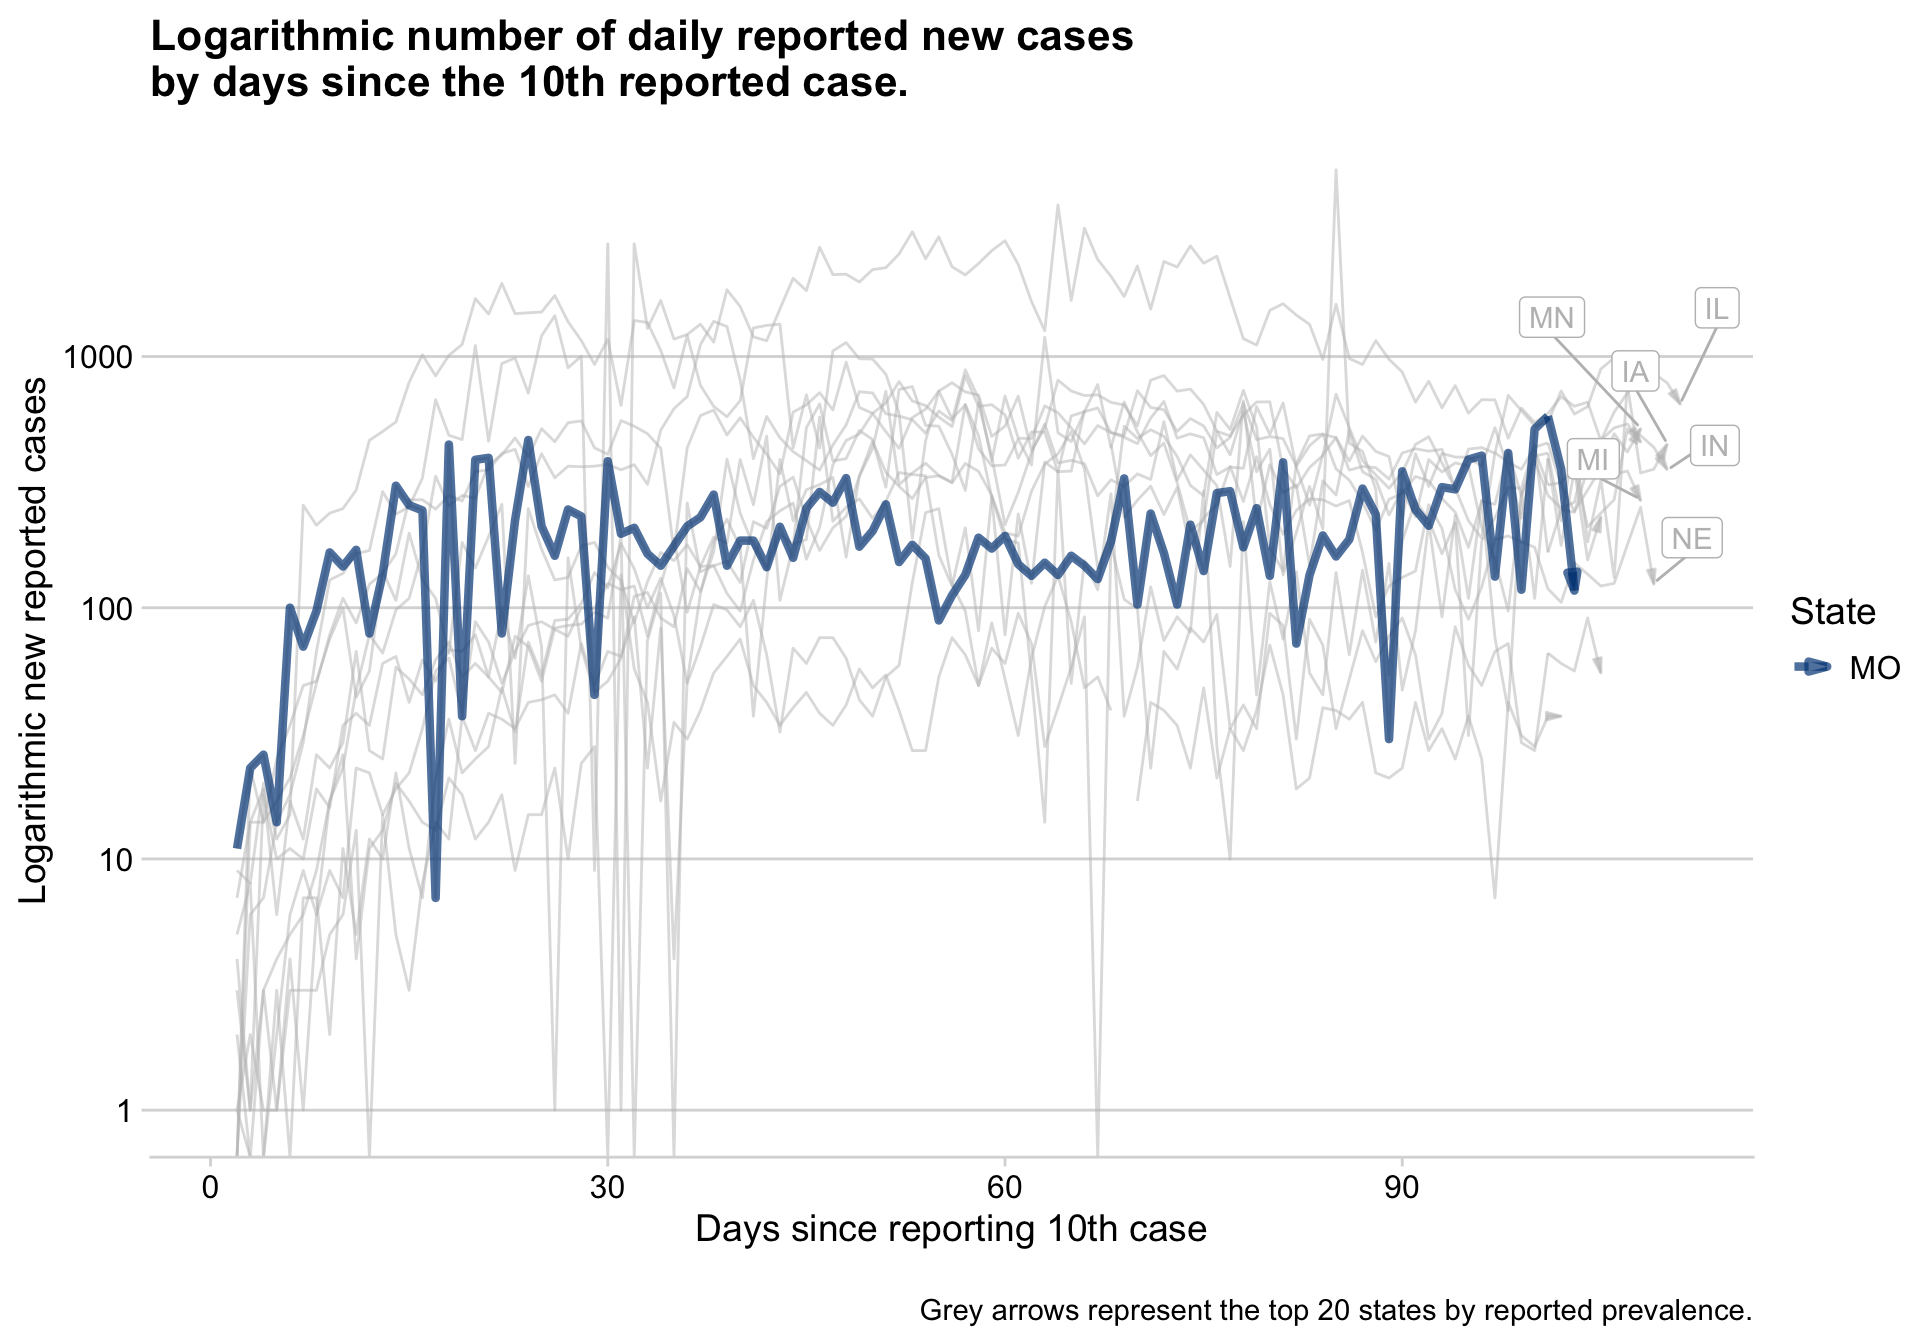 Logarithmic number of daily reported new cases
by days since the 10th reported case.
Logarithmic new reported cases
1000
100
10
1
MN
IL
IA
MI
IN
NE
State
MO
0
30
60
90
Days since reporting 10th case
Grey arrows represent the top 20 states by reported prevalence.